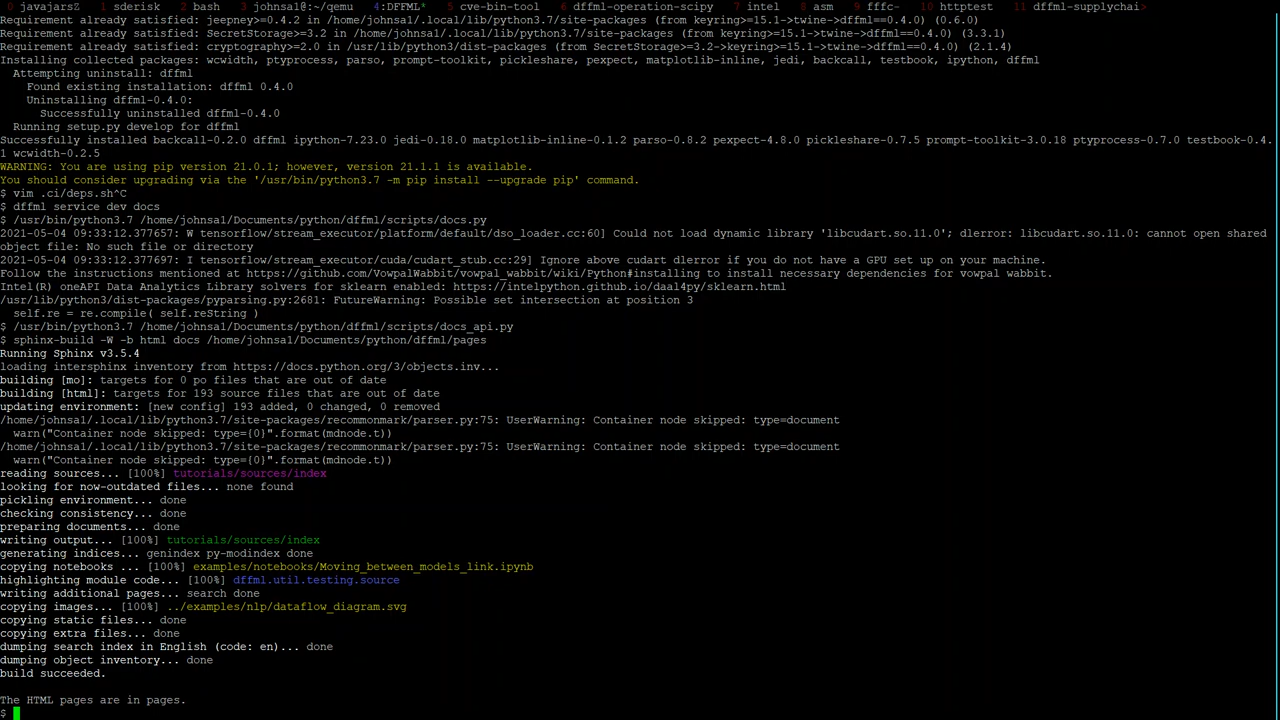 0 javajarsZ 1 sderisk 2 bash 3 johnsa1@:~/qemu 4:DFFML* 5 cve-bin-tool 6 dffml-operation-scipy 7 intel 8 asm 9 fffc- 10 httptest 11 dffml-supplychai>
Requirement already satisfied: jeepney>=0.4.2 in /home/johnsa1/.local/lib/python3.7/site-packages (from keyring>=15.1->twine->dffml==0.4.0) (0.6.0)
Requirement already satisfied: SecretStorage>=3.2 in /home/johnsa1/.local/lib/python3.7/site-packages (from keyring>=15.1->twine->dffml==0.4.0) (3.3.1)
Requirement already satisfied: cryptography>=2.0 in /usr/lib/python3/dist-packages (from SecretStorage>=3.2->keyring>=15.1->twine->dffml==0.4.0) (2.1.4)
Installing collected packages: wcwidth, ptyprocess, parso, prompt-toolkit, pickleshare, pexpect, matplotlib-inline, jedi, backcall, testbook, ipython, dffml
Attempting uninstall: dffml
Found existing installation: dffml 0.4.0
Uninstalling dffml-0.4.0:
Successfully uninstalled dffml-0.4.0
Running setup.py develop for dffml
Successfully installed backcall-0.2.0 dffml ipython-7.23.0 jedi-0.18.0 matplotlib-inline-0.1.2 parso-0.8.2 pexpect-4.8.0 pickleshare-0.7.5 prompt-toolkit-3.0.18 ptyprocess-0.7.0 testbook-0.4.
1 wcwidth-0.2.5
WARNING: You are using pip version 21.0.1; however, version 21.1.1 is available.
You should consider upgrading via the '/usr/bin/python3.7 -m pip install --upgrade pip' command.
$ vim .ci/deps.sh^C
$ dffml service dev docs
$ /usr/bin/python3.7 /home/johnsa1/Documents/python/dffml/scripts/docs.py
2021-05-04 09:33:12.377657: W tensorflow/stream_executor/platform/default/dso_loader.cc:60] Could not load dynamic library 'libcudart.so.11.0'; dlerror: libcudart.so.11.0: cannot open shared
object file: No such file or directory
2021-05-04 09:33:12.377697: I tensorflow/stream_executor/cuda/cudart_stub.cc:29] Ignore above cudart dlerror if you do not have a GPU set up on your machine.
Follow the instructions mentioned at https://github.com/VowpalWabbit/vowpal_wabbit/wiki/Python#installing to install necessary dependencies for vowpal wabbit.
Intel(R) oneAPI Data Analytics Library solvers for sklearn enabled: https://intelpython.github.io/daal4py/sklearn.html
/usr/lib/python3/dist-packages/pyparsing.py:2681: FutureWarning: Possible set intersection at position 3
self.re = re.compile( self.reString )
$ /usr/bin/python3.7 /home/johnsa1/Documents/python/dffml/scripts/docs_api.py
$ sphinx-build -W -b html docs /home/johnsa1/Documents/python/dffml/pages
Running Sphinx v3.5.4
loading intersphinx inventory from https://docs.python.org/3/objects.inv...
building [mo]: targets for 0 po files that are out of date
building [html]: targets for 193 source files that are out of date
updating environment: [new config] 193 added, 0 changed, 0 removed
/home/johnsa1/.local/lib/python3.7/site-packages/recommonmark/parser.py:75: UserWarning: Container node skipped: type=document
warn("Container node skipped: type={0}".format(mdnode.t))
/home/johnsa1/.local/lib/python3.7/site-packages/recommonmark/parser.py:75: UserWarning: Container node skipped: type=document
warn("Container node skipped: type={0}".format(mdnode.t))
reading sources... [100%] tutorials/sources/index
looking for now-outdated files... none found
pickling environment... done
checking consistency... done
preparing documents... done
writing output... [100%] tutorials/sources/index
generating indices... genindex py-modindex done
copying notebooks ... [100%] examples/notebooks/Moving_between_models_link.ipynb
highlighting module code... [100%] dffml.util.testing.source
writing additional pages... search done
copying images... [100%] ../examples/nlp/dataflow_diagram.svg
copying static files... done
copying extra files... done
dumping search index in English (code: en)... done
dumping object inventory... done
build succeeded.
The HTML pages are in pages.
$